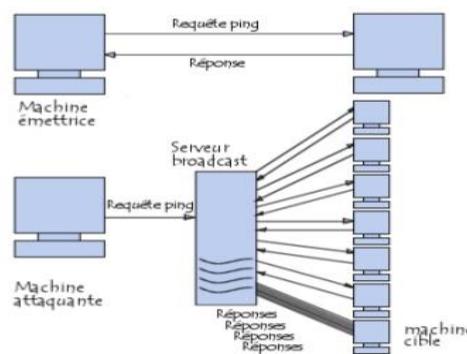 Requête ping
Réponse
Machine
émettrice
Serveur
broadcast
Requête ping
Machine
attaquante
Réponses
Réponses
Réponses
Réponses
machine
cible